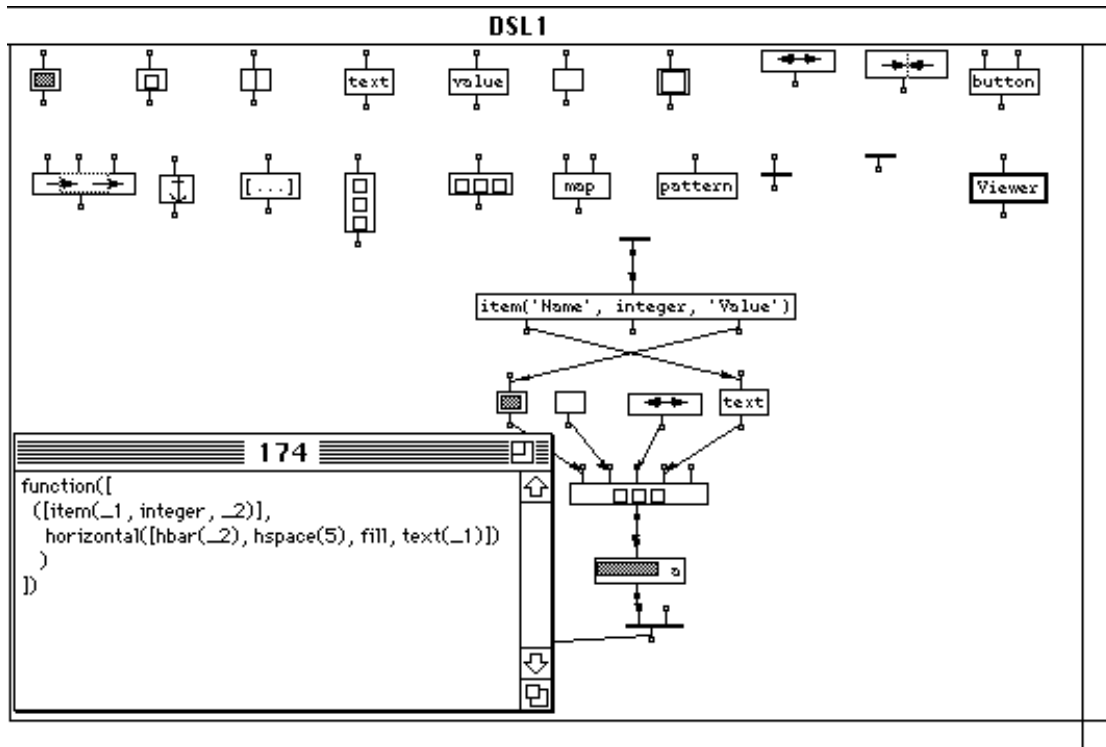 DSL1
text
value
button
[...]
map
pattern
Viewer
item('Name', integer, 'Value')
text
a
174
function([
([item(_1, integer, _2)],
horizontal([hbar(_2), hspace(5), fill, text(_1)])
)
])